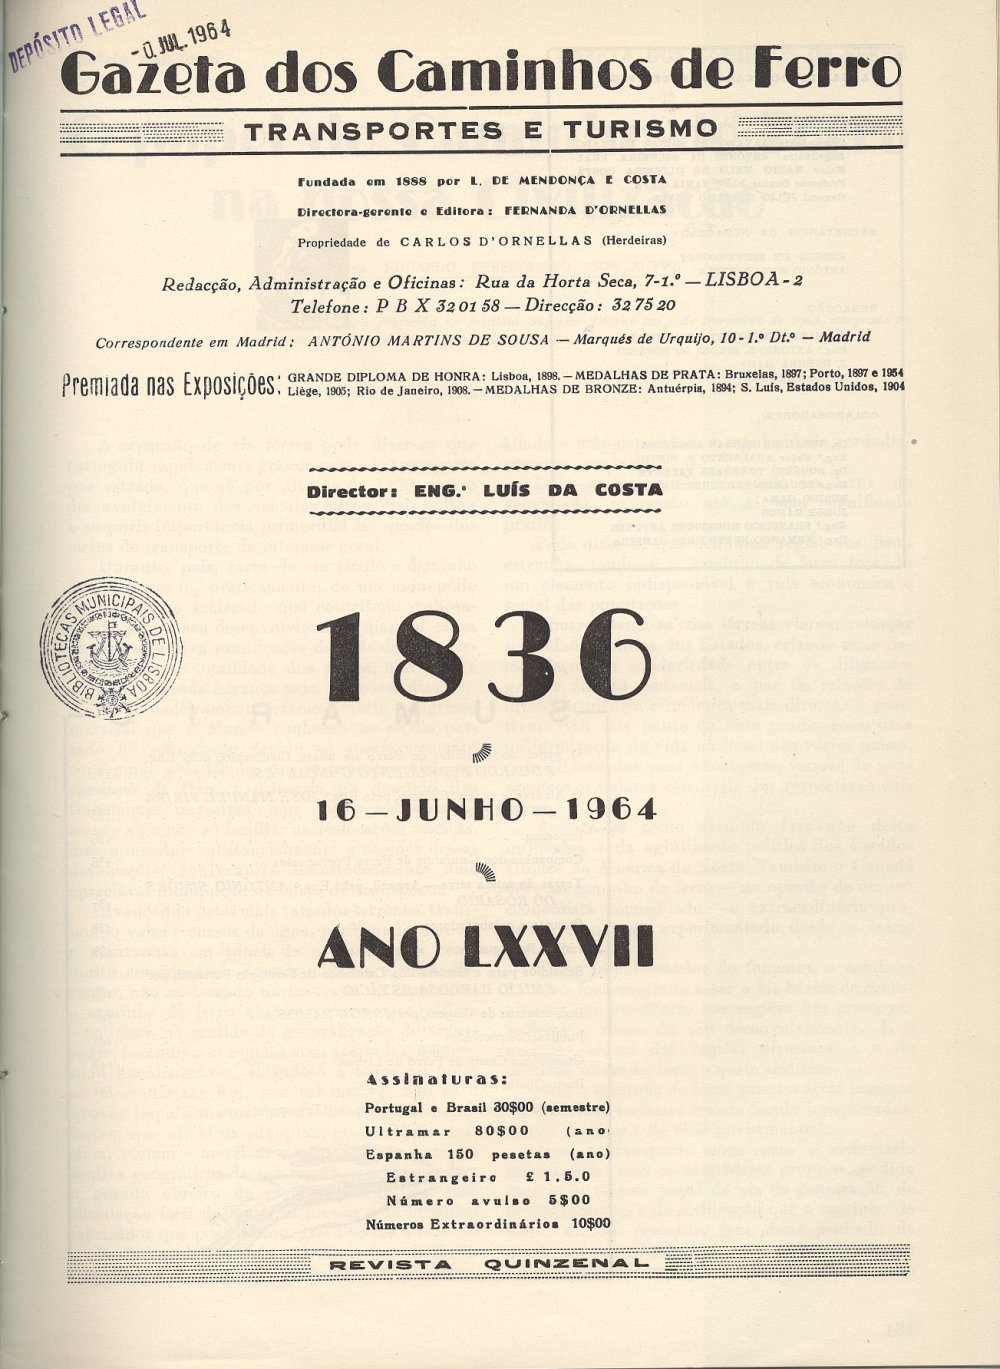 DEPÓSITO LEGAL
JUL. 1964
Gazeta dos Caminhos de Ferro
TRANSPORTES E TURISMO
Fundada em 1888 por L. DE MENDONÇA E COSTA
Directora-gerente e Editora: FERNANDA D'ORNELLAS
Propriedade de CARLOS D'ORNELLAS (Herdeiras)
Redacção, Administração e Oficinas: Rua da Horta Seca, 7-1.º — LISBOA-2
Telefone: P B X 32 01 58 — Direcção: 32 75 20
Correspondente em Madrid: ANTÓNIO MARTINS DE SOUSA — Marqués de Urquijo, 10-1.º Dt.º — Madrid
Premiada nas Exposições: GRANDE DIPLOMA DE HONRA: Lisboa, 1898. — MEDALHAS DE PRATA: Bruxelas, 1897; Porto, 1897 e 1954
Liège, 1905; Rio de Janeiro, 1908. — MEDALHAS DE BRONZE: Antuérpia, 1894; S. Luís, Estados Unidos, 1904
Director: ENG.º LUÍS DA COSTA
BIBLIOTECAS MUNICIPAIS DE LISBOA
1836
16 — JUNHO — 1964
ANO LXXVII
Assinaturas:
Portugal e Brasil 30$00 (semestre)
Ultramar 80$00 (ano)
Espanha 150 pesetas (ano)
Estrangeiro £ 1.5.0
Número avulso 5$00
Números Extraordinários 10$00
REVISTA QUINZENAL